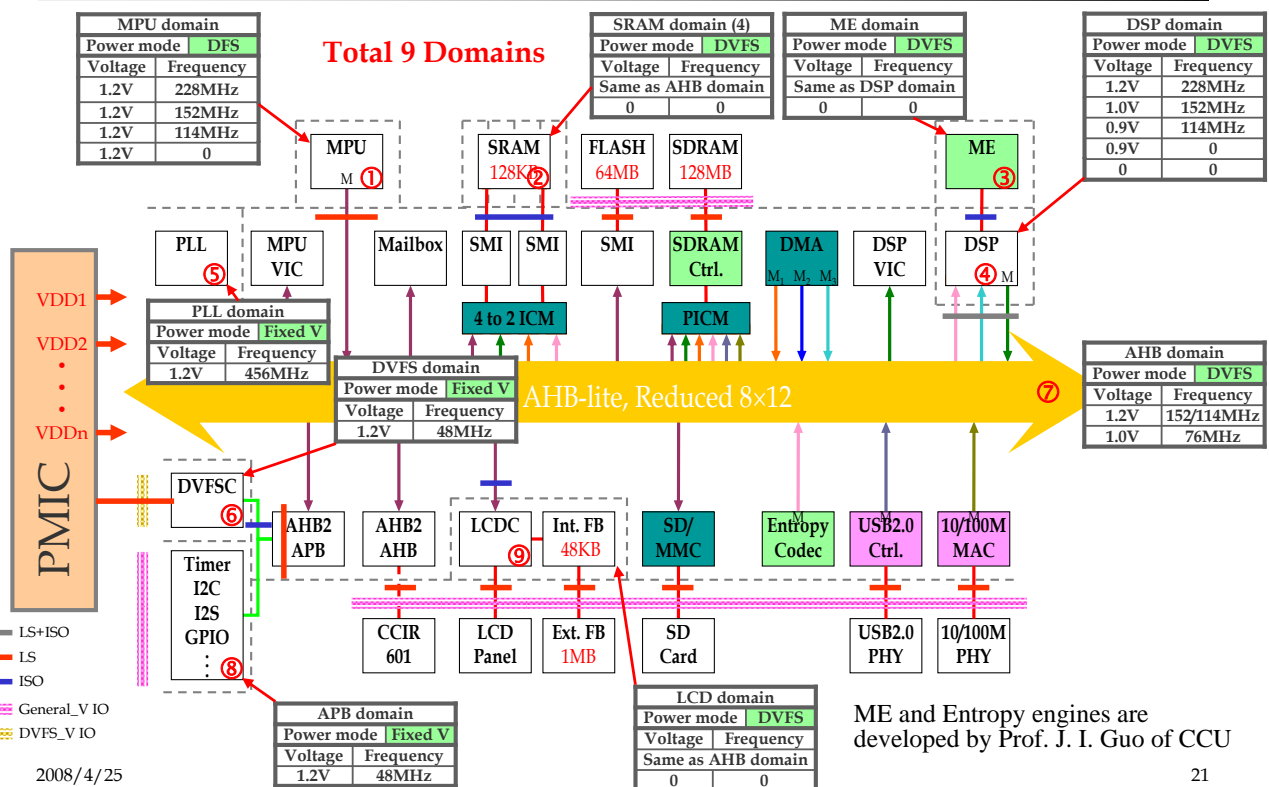 MPU domain
Power mode DFS
Voltage Frequency
1.2V 228MHz
1.2V 152MHz
1.2V 114MHz
1.2V 0
Total 9 Domains
SRAM domain (4)
Power mode DVFS
Voltage Frequency
Same as AHB domain
0 0
ME domain
Power mode DVFS
Voltage Frequency
Same as DSP domain
0 0
DSP domain
Power mode DVFS
Voltage Frequency
1.2V 228MHz
1.0V 152MHz
0.9V 114MHz
0.9V 0
0 0
MPU
M ①
SRAM
128KB ②
FLASH
64MB
SDRAM
128MB
ME
③
PLL
⑤
MPU
VIC
Mailbox
SMI
SMI
SMI
SDRAM
Ctrl.
DMA
M1 M2 M3
DSP
VIC
DSP
④ M
4 to 2 ICM
PICM
PMIC
VDD1
VDD2
VDDn
PLL domain
Power mode Fixed V
Voltage Frequency
1.2V 456MHz
DVFS domain
Power mode Fixed V
Voltage Frequency
1.2V 48MHz
AHB-lite, Reduced 8×12
⑦
AHB domain
Power mode DVFS
Voltage Frequency
1.2V 152/114MHz
1.0V 76MHz
DVFSC
⑥
AHB2
APB
AHB2
AHB
LCDC
⑨
Int. FB
48KB
SD/
MMC
M
Entropy
Codec
M
USB2.0
Ctrl.
M
10/100M
MAC
Timer
I2C
I2S
GPIO
⋮
⑧
CCIR
601
LCD
Panel
Ext. FB
1MB
SD
Card
USB2.0
PHY
10/100M
PHY
LS+ISO
LS
ISO
General_V IO
DVFS_V IO
APB domain
Power mode Fixed V
Voltage Frequency
1.2V 48MHz
LCD domain
Power mode DVFS
Voltage Frequency
Same as AHB domain
0 0
ME and Entropy engines are
developed by Prof. J. I. Guo of CCU
2008/4/25
21